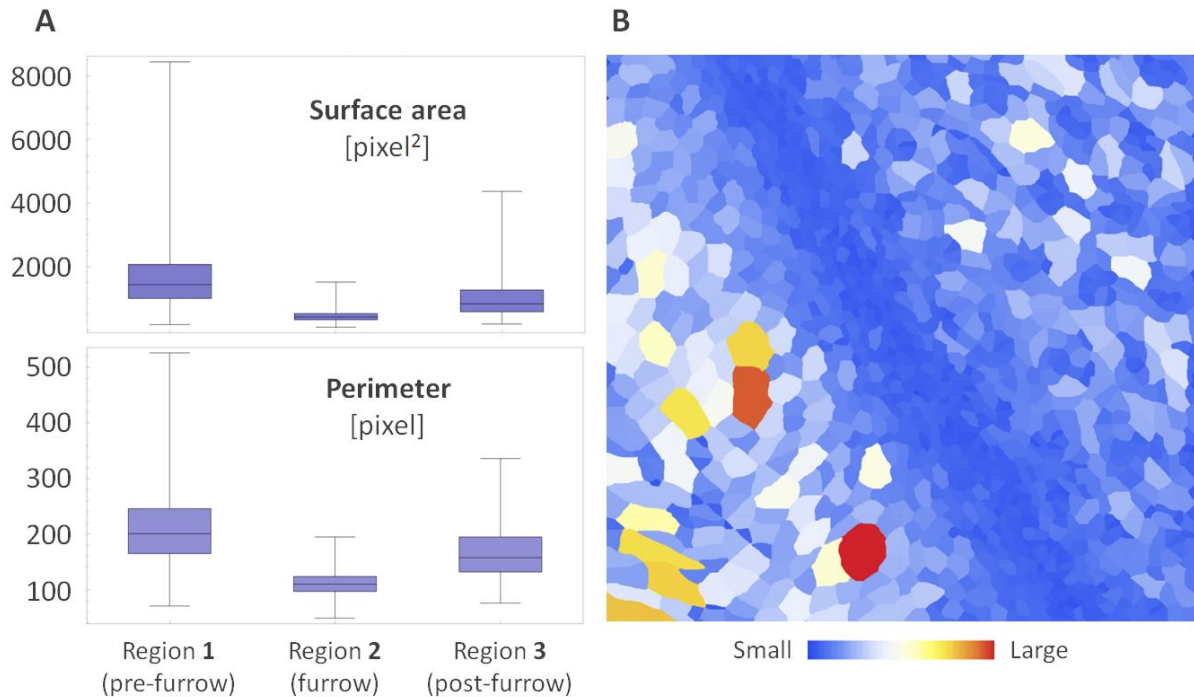 A
8000
6000
4000
2000
Surface area
[pixel²]
500
400
300
200
100
Perimeter
[pixel]
Region 1
(pre-furrow)
Region 2
(furrow)
Region 3
(post-furrow)
B
Small
Large